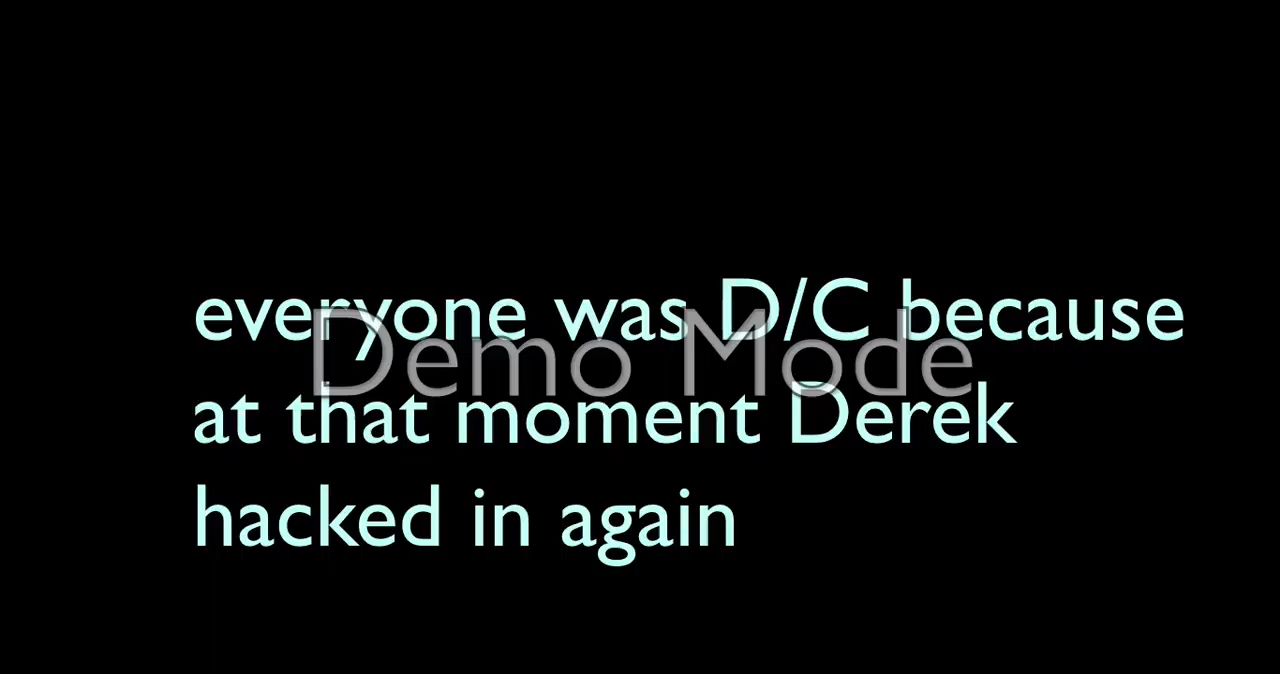 everyone was D/C because
Demo Mode
at that moment Derek
hacked in again